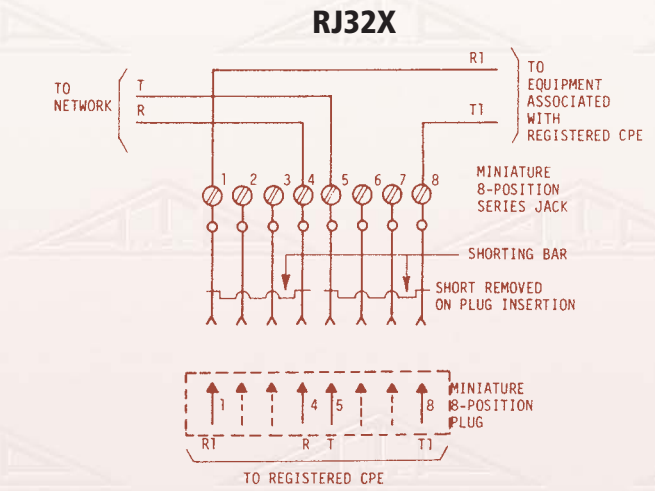 RJ32X
R1
TO
NETWORK
T
R
TO
EQUIPMENT
ASSOCIATED
WITH
REGISTERED CPE
T1
1 2 3 4 5 6 7 8
MINIATURE
8-POSITION
SERIES JACK
SHORTING BAR
SHORT REMOVED
ON PLUG INSERTION
1 4 5 8
MINIATURE
8-POSITION
PLUG
R1 R T T1
TO REGISTERED CPE